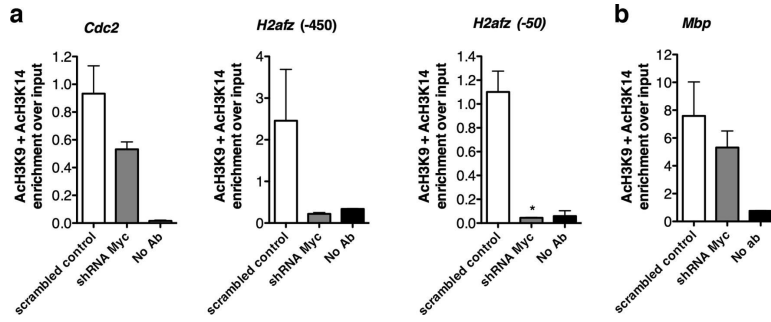 a
b
Cdc2
AcH3K9 + AcH3K14
enrichment over input
1.2
1.0
0.8
0.6
0.4
0.2
0.0
scrambled control
shRNA Myc
No Ab
H2afz (-450)
AcH3K9 + AcH3K14
enrichment over input
4
3
2
1
0
scrambled control
shRNA Myc
No Ab
H2afz (-50)
AcH3K9 + AcH3K14
enrichment over input
1.4
1.2
1.0
0.8
0.6
0.4
0.2
0.0
*
scrambled control
shRNA Myc
No Ab
Mbp
AcH3K9 + AcH3K14
enrichment over input
12
10
8
6
4
2
0
scrambled control
shRNA Myc
No ab